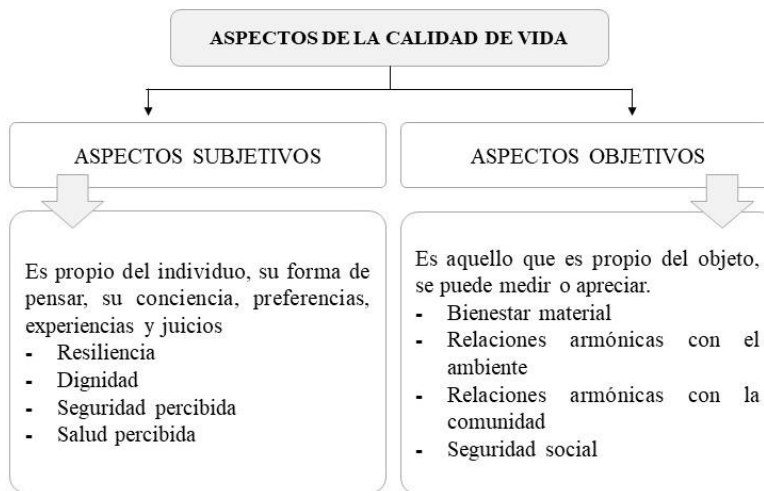 ASPECTOS DE LA CALIDAD DE VIDA
ASPECTOS SUBJETIVOS
Es propio del individuo, su forma de
pensar, su conciencia, preferencias,
experiencias y juicios
- Resiliencia
- Dignidad
- Seguridad percibida
- Salud percibida
ASPECTOS OBJETIVOS
Es aquello que es propio del objeto,
se puede medir o apreciar.
- Bienestar material
- Relaciones armónicas con el
ambiente
- Relaciones armónicas con la
comunidad
- Seguridad social